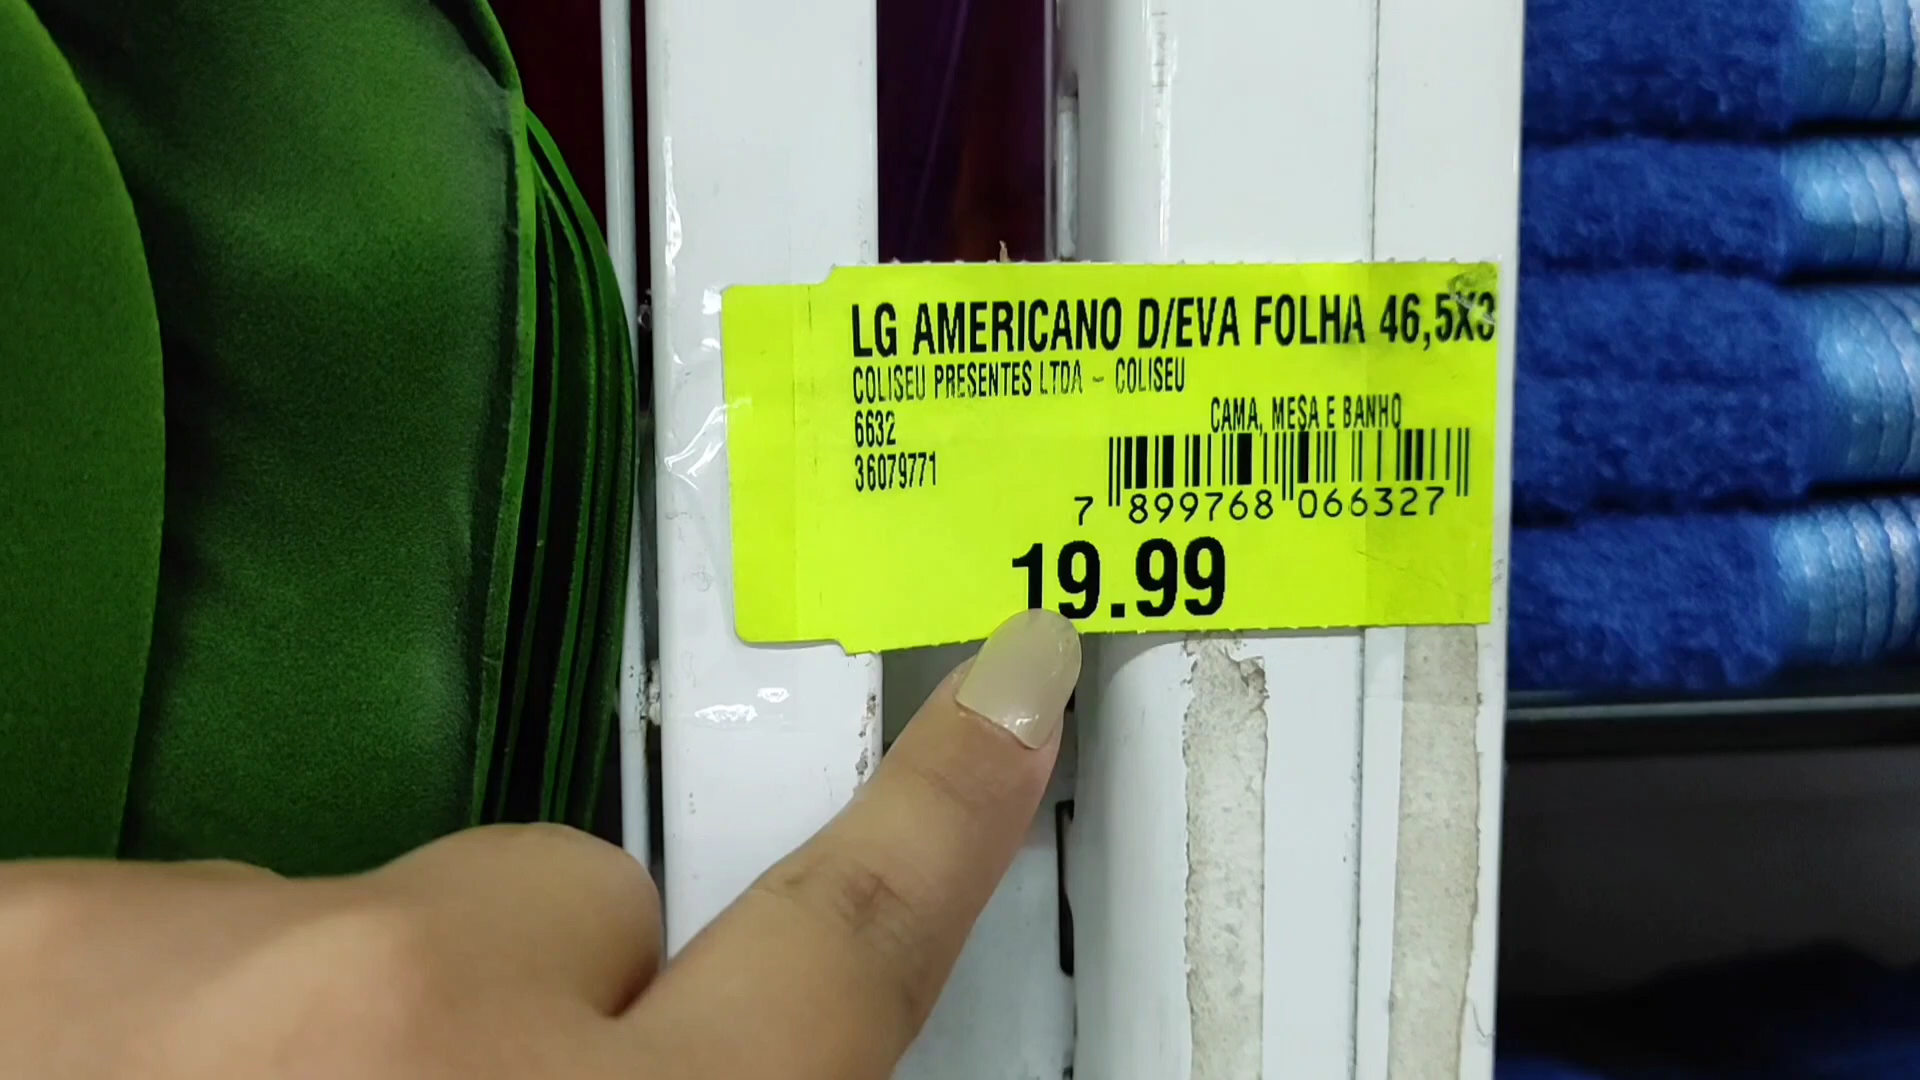 LG AMERICANO D/EVA FOLHA 46,5X3
COLISEU PRESENTES LTDA - COLISEU
6632
CAMA, MESA E BANHO
36079771
7 899768 066327
19.99